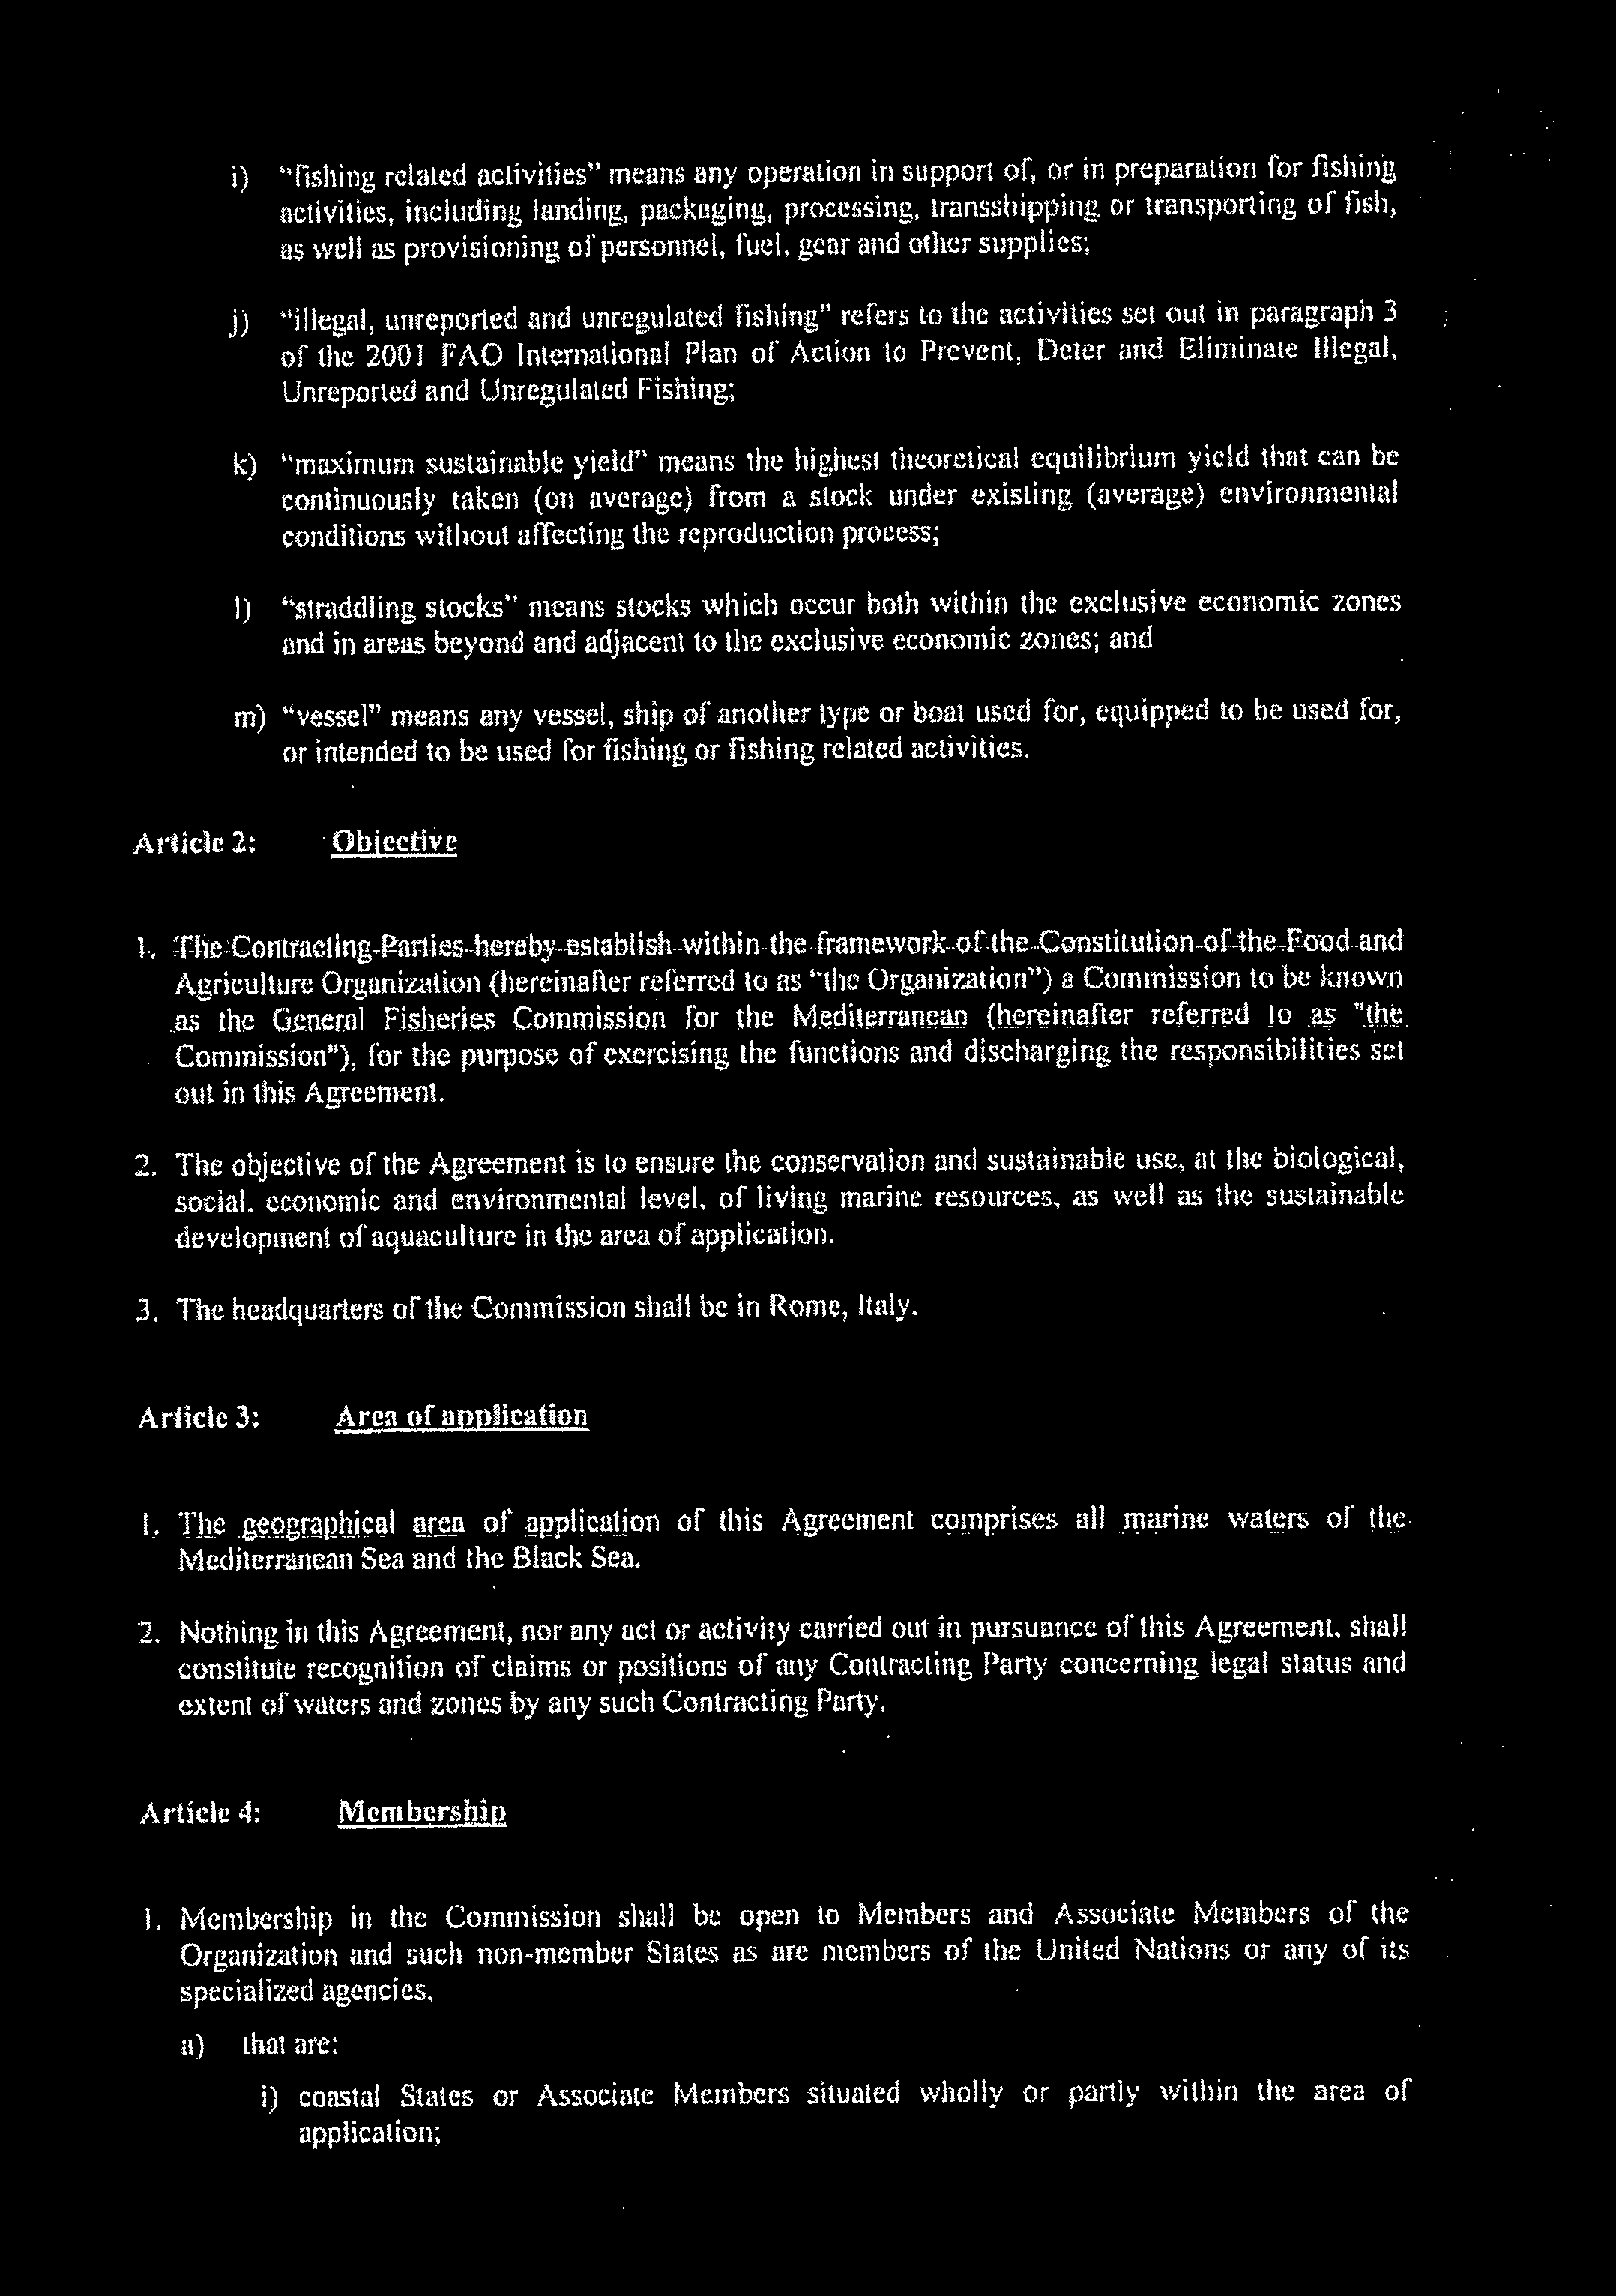 i) “fishing related activities” means any operation in support of, or in preparation for fishing
activities, including landing, packaging, processing, transshipping or transporting of fish,
as well as provisioning of personnel, fuel, gear and other supplies;
j) “illegal, unreported and unregulated fishing” refers to the activities set out in paragraph 3
of the 2001 FAO International Plan of Action to Prevent, Deter and Eliminate Illegal,
Unreported and Unregulated Fishing;
k) “maximum sustainable yield” means the highest theoretical equilibrium yield that can be
continuously taken (on average) from a stock under existing (average) environmental
conditions without affecting the reproduction process;
l) “straddling stocks” means stocks which occur both within the exclusive economic zones
and in areas beyond and adjacent to the exclusive economic zones; and
m) “vessel” means any vessel, ship of another type or boat used for, equipped to be used for,
or intended to be used for fishing or fishing related activities.
Article 2: Objective
1. The Contracting Parties hereby establish within the framework of the Constitution of the Food and
Agriculture Organization (hereinafter referred to as “the Organization”) a Commission to be known
as the General Fisheries Commission for the Mediterranean (hereinafter referred to as "the
Commission"), for the purpose of exercising the functions and discharging the responsibilities set
out in this Agreement.
2. The objective of the Agreement is to ensure the conservation and sustainable use, at the biological,
social, economic and environmental level, of living marine resources, as well as the sustainable
development of aquaculture in the area of application.
3. The headquarters of the Commission shall be in Rome, Italy.
Article 3: Area of application
1. The geographical area of application of this Agreement comprises all marine waters of the
Mediterranean Sea and the Black Sea.
2. Nothing in this Agreement, nor any act or activity carried out in pursuance of this Agreement, shall
constitute recognition of claims or positions of any Contracting Party concerning legal status and
extent of waters and zones by any such Contracting Party.
Article 4: Membership
1. Membership in the Commission shall be open to Members and Associate Members of the
Organization and such non-member States as are members of the United Nations or any of its
specialized agencies,
a) that are:
i) coastal States or Associate Members situated wholly or partly within the area of
application;